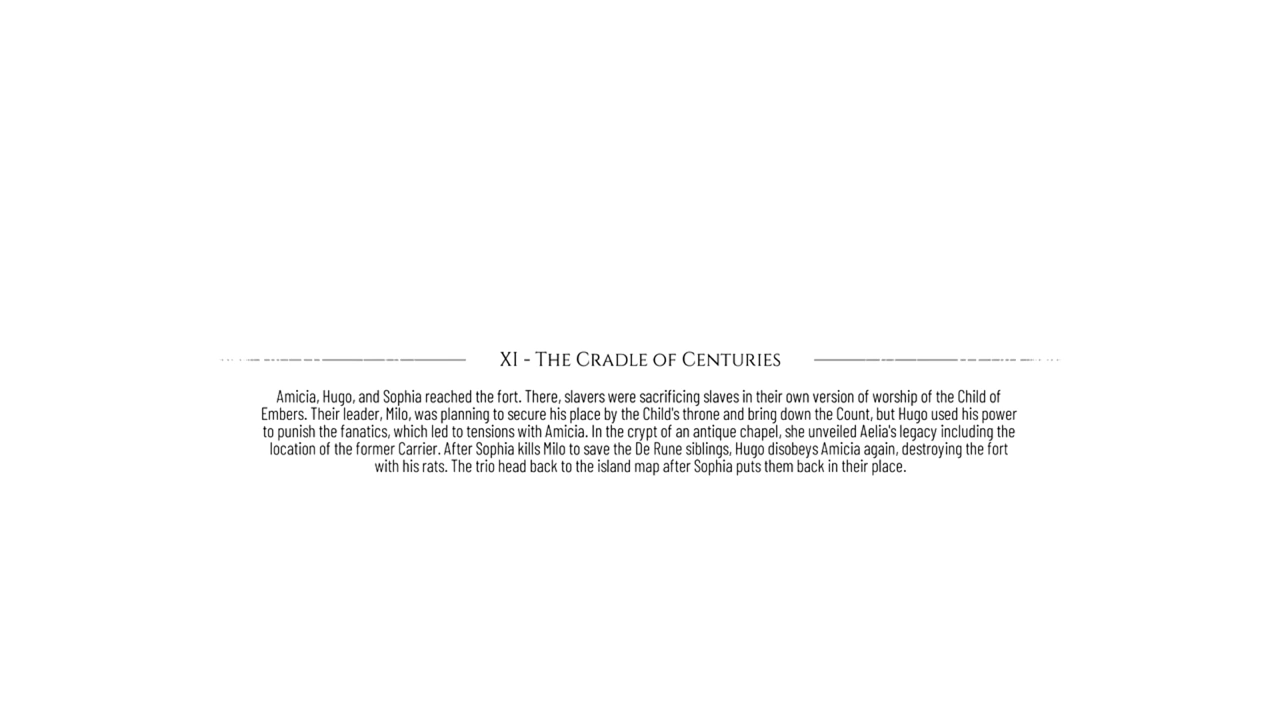 XI - The Cradle of Centuries
Amicia, Hugo, and Sophia reached the fort. There, slavers were sacrificing slaves in their own version of worship of the Child of
Embers. Their leader, Milo, was planning to secure his place by the Child's throne and bring down the Count, but Hugo used his power
to punish the fanatics, which led to tensions with Amicia. In the crypt of an antique chapel, she unveiled Aelia's legacy including the
location of the former Carrier. After Sophia kills Milo to save the De Rune siblings, Hugo disobeys Amicia again, destroying the fort
with his rats. The trio head back to the island map after Sophia puts them back in their place.